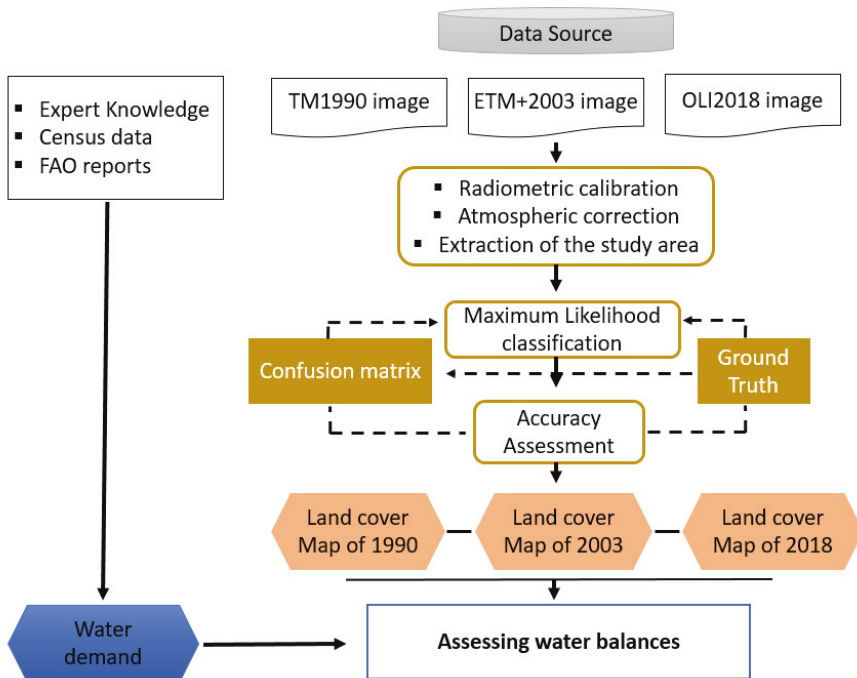 Data Source
▪ Expert Knowledge
▪ Census data
▪ FAO reports
TM1990 image
ETM+2003 image
OLI2018 image
▪ Radiometric calibration
▪ Atmospheric correction
▪ Extraction of the study area
Maximum Likelihood
classification
Confusion matrix
Ground
Truth
Accuracy
Assessment
Land cover
Map of 1990
Land cover
Map of 2003
Land cover
Map of 2018
Water
demand
Assessing water balances